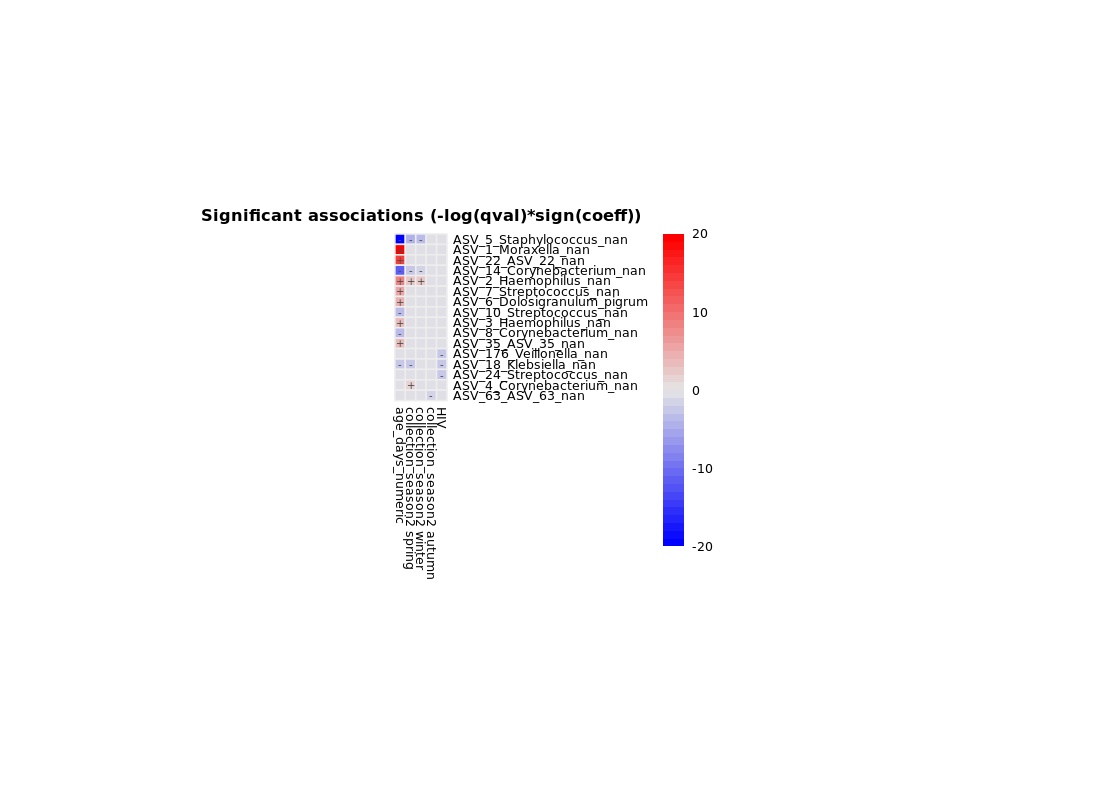 Significant associations (-log(qval)*sign(coeff))
- - - ASV_5_Staphylococcus_nan
+ ASV_1_Moraxella_nan
+ ASV_22_ASV_22_nan
- - - ASV_14_Corynebacterium_nan
+ + + ASV_2_Haemophilus_nan
+ ASV_7_Streptococcus_nan
+ ASV_6_Dolosigranulum_pigrum
- ASV_10_Streptococcus_nan
+ ASV_3_Haemophilus_nan
- ASV_8_Corynebacterium_nan
+ ASV_35_ASV_35_nan
- ASV_176_Veillonella_nan
- - - ASV_18_Klebsiella_nan
- ASV_24_Streptococcus_nan
+ ASV_4_Corynebacterium_nan
- ASV_63_ASV_63_nan
age_days_numeric
collection_season2 spring
collection_season2 winter
collection_season2 autumn
HIV
20
10
0
-10
-20